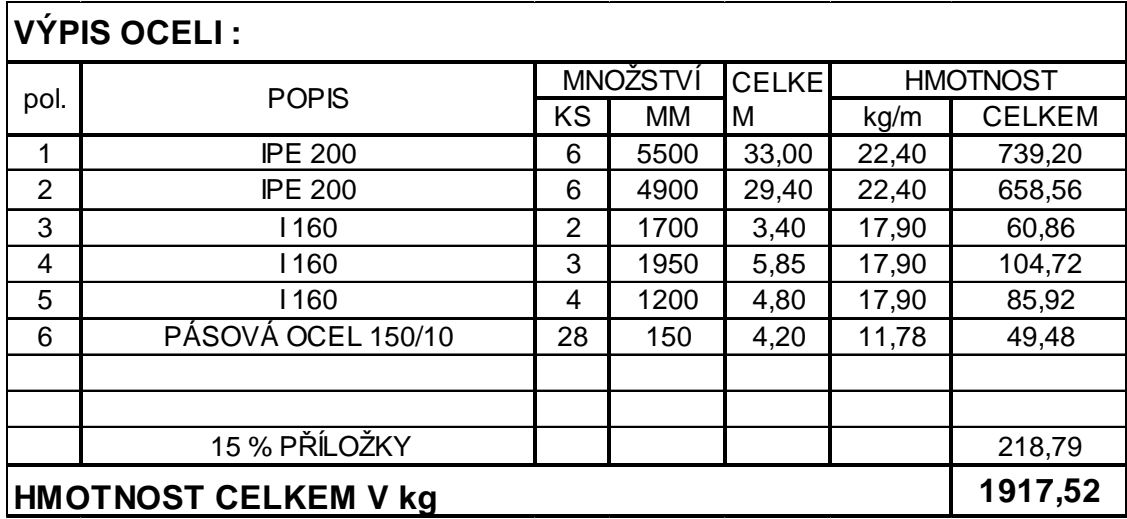 VÝPIS OCELI :
pol. POPIS MNOŽSTVÍ CELKEM HMOTNOST
KS MM kg/m CELKEM
1 IPE 200 6 5500 33,00 22,40 739,20
2 IPE 200 6 4900 29,40 22,40 658,56
3 I 160 2 1700 3,40 17,90 60,86
4 I 160 3 1950 5,85 17,90 104,72
5 I 160 4 1200 4,80 17,90 85,92
6 PÁSOVÁ OCEL 150/10 28 150 4,20 11,78 49,48
15 % PŘÍLOŽKY 218,79
HMOTNOST CELKEM V kg 1917,52